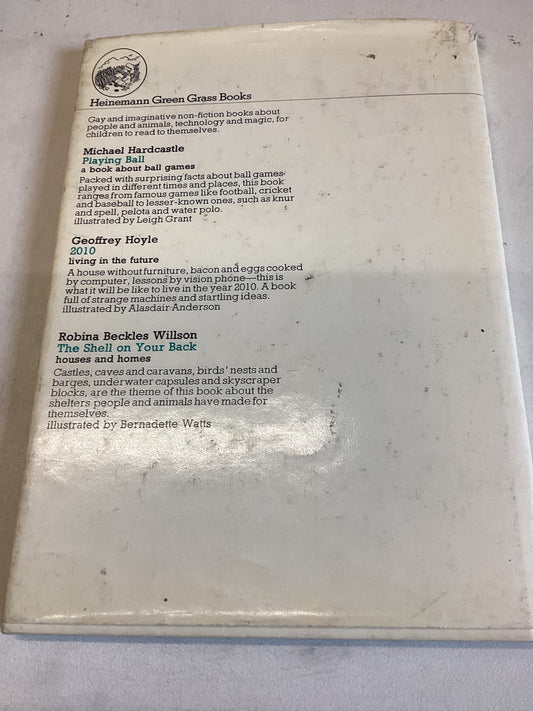 Heinemann Green Grass Books
Gay and imaginative non-fiction books about
people and animals, technology and magic, for
children to read to themselves.
Michael Hardcastle
Playing Ball
a book about ball games
Packed with surprising facts about ball games
played in different times and places, this book
ranges from famous games like football, cricket
and baseball to lesser-known ones, such as knur
and spell, pelota and water polo.
illustrated by Leigh Grant
Geoffrey Hoyle
2010
living in the future
A house without furniture, bacon and eggs cooked
by computer, lessons by vision phone—this is
what it will be like to live in the year 2010. A book
full of strange machines and startling ideas.
illustrated by Alasdair Anderson
Robina Beckles Willson
The Shell on Your Back
houses and homes
Castles, caves and caravans, birds' nests and
barges, underwater capsules and skyscraper
blocks, are the theme of this book about the
shelters people and animals have made for
themselves.
illustrated by Bernadette Watts